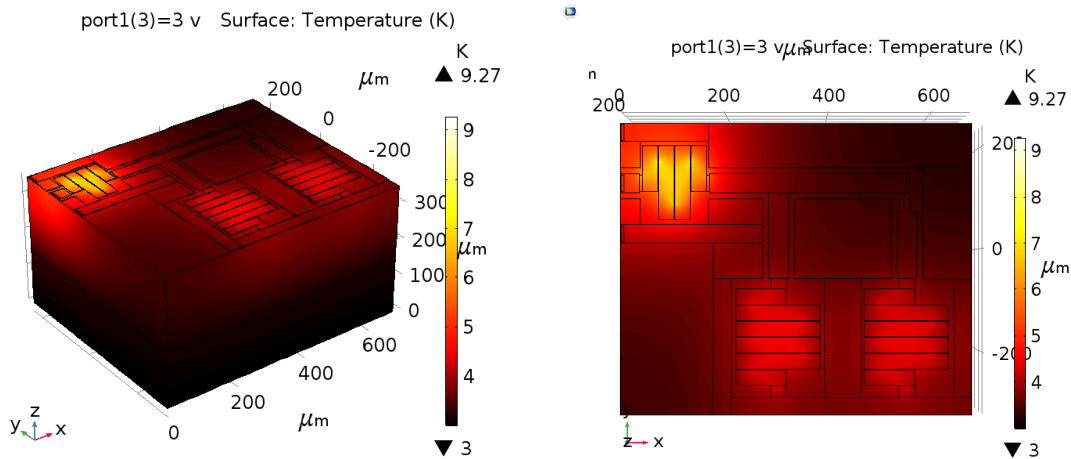 port1(3)=3 v Surface: Temperature (K)
K
▲ 9.27
μm
200
0
-200
9
8
7
6
5
4
300
200
100
0
μm
600
400
200
0
μm
y z x
▼ 3
port1(3)=3 v μm Surface: Temperature (K)
n
K
▲ 9.27
200
0
200
400
600
200
0
-200
μm
9
8
7
6
5
4
y
z x
▼ 3